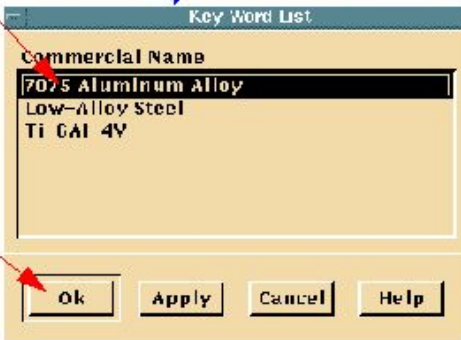 Key Word List
Commercial Name
7075 Aluminum Alloy
Low-Alloy Steel
Ti 6Al 4V
Ok Apply Cancel Help